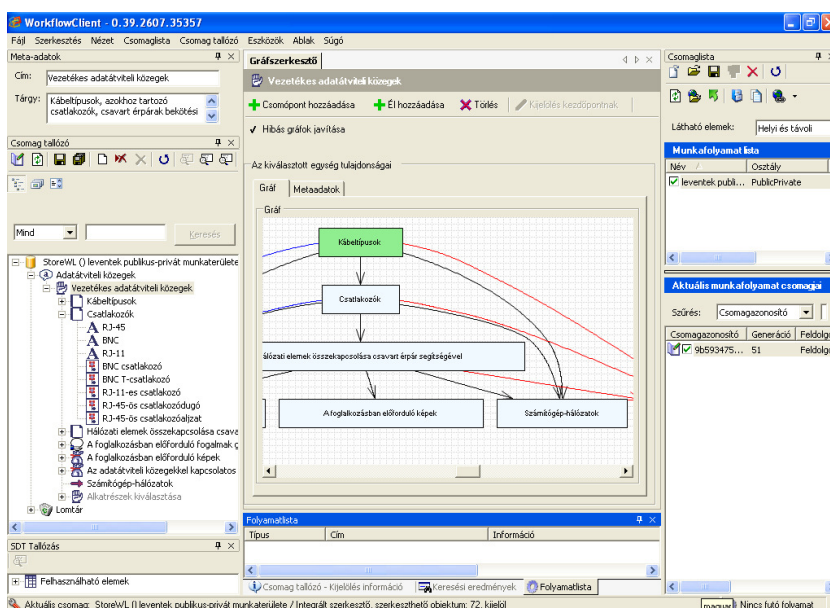 WorkflowClient - 0.39.2607.35357
Fájl Szerkesztés Nézet Csomaglista Csomag tallózó Eszközök Ablak Súgó
Meta-adatok
Cím: Vezetékes adatátviteli közegek
Tárgy: Kábeltípusok, azokhoz tartozó
csatlakozók, csavart érpárak bekötési
Csomag tallózó
Mind
Keresés
StoreWL () leventek publikus-privát munkaterülete
Adatátviteli közegek
Vezetékes adatátviteli közegek
Kábeltípusok
Csatlakozók
RJ-45
BNC
RJ-11
BNC csatlakozó
BNC T-csatlakozó
RJ-11-es csatlakozó
RJ-45-ös csatlakozódugó
RJ-45-ös csatlakozóaljzat
Hálózati elemek összekapcsolása csava
A foglalkozásban előforduló fogalmak g
A foglalkozásban előforduló képek
Az adatátviteli közegekkel kapcsolatos
Számítógép-hálózatok
Alkatrészek kiválasztása
Lomtár
SDT Tallózás
Felhasználható elemek
Gráfszerkesztő
Vezetékes adatátviteli közegek
Csomópont hozzáadása Él hozzáadása Törlés Kijelölés kezdőpontnak
Hibás gráfok javítása
Az kiválasztott egység tulajdonságai
Gráf Metaadatok
Gráf
Kábeltípusok
Csatlakozók
álózati elemek összekapcsolása csavart érpár segítségével
A foglalkozásban előforduló képek
Számítógép-hálózatok
Folyamatlista
Típus Cím Információ
Csomag tallózó - Kijelölés információ Keresési eredmények Folyamatlista
Csomaglista
Látható elemek: Helyi és távoli
Munkafolyamat lista
Név Osztály
leventek publi... PublicPrivate
Aktuális munkafolyamat csomagjai
Szűrés: Csomagazonosító
Csomagazonosító Generáció Feldolg
9b593475... 51 Feldolg
Aktuális csomag: StoreWL () leventek publikus-privát munkaterülete / Integrált szerkesztő, szerkeszthető objektum: 72, kijelöl
magyar
Nincs futó folyamat